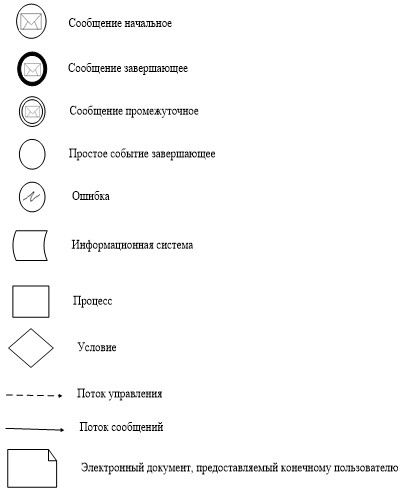 Сообщение начальное
Сообщение завершающее
Сообщение промежуточное
Простое событие завершающее
Ошибка
Информационная система
Процесс
Условие
Поток управления
Поток сообщений
Электронный документ, предоставляемый конечному пользователю